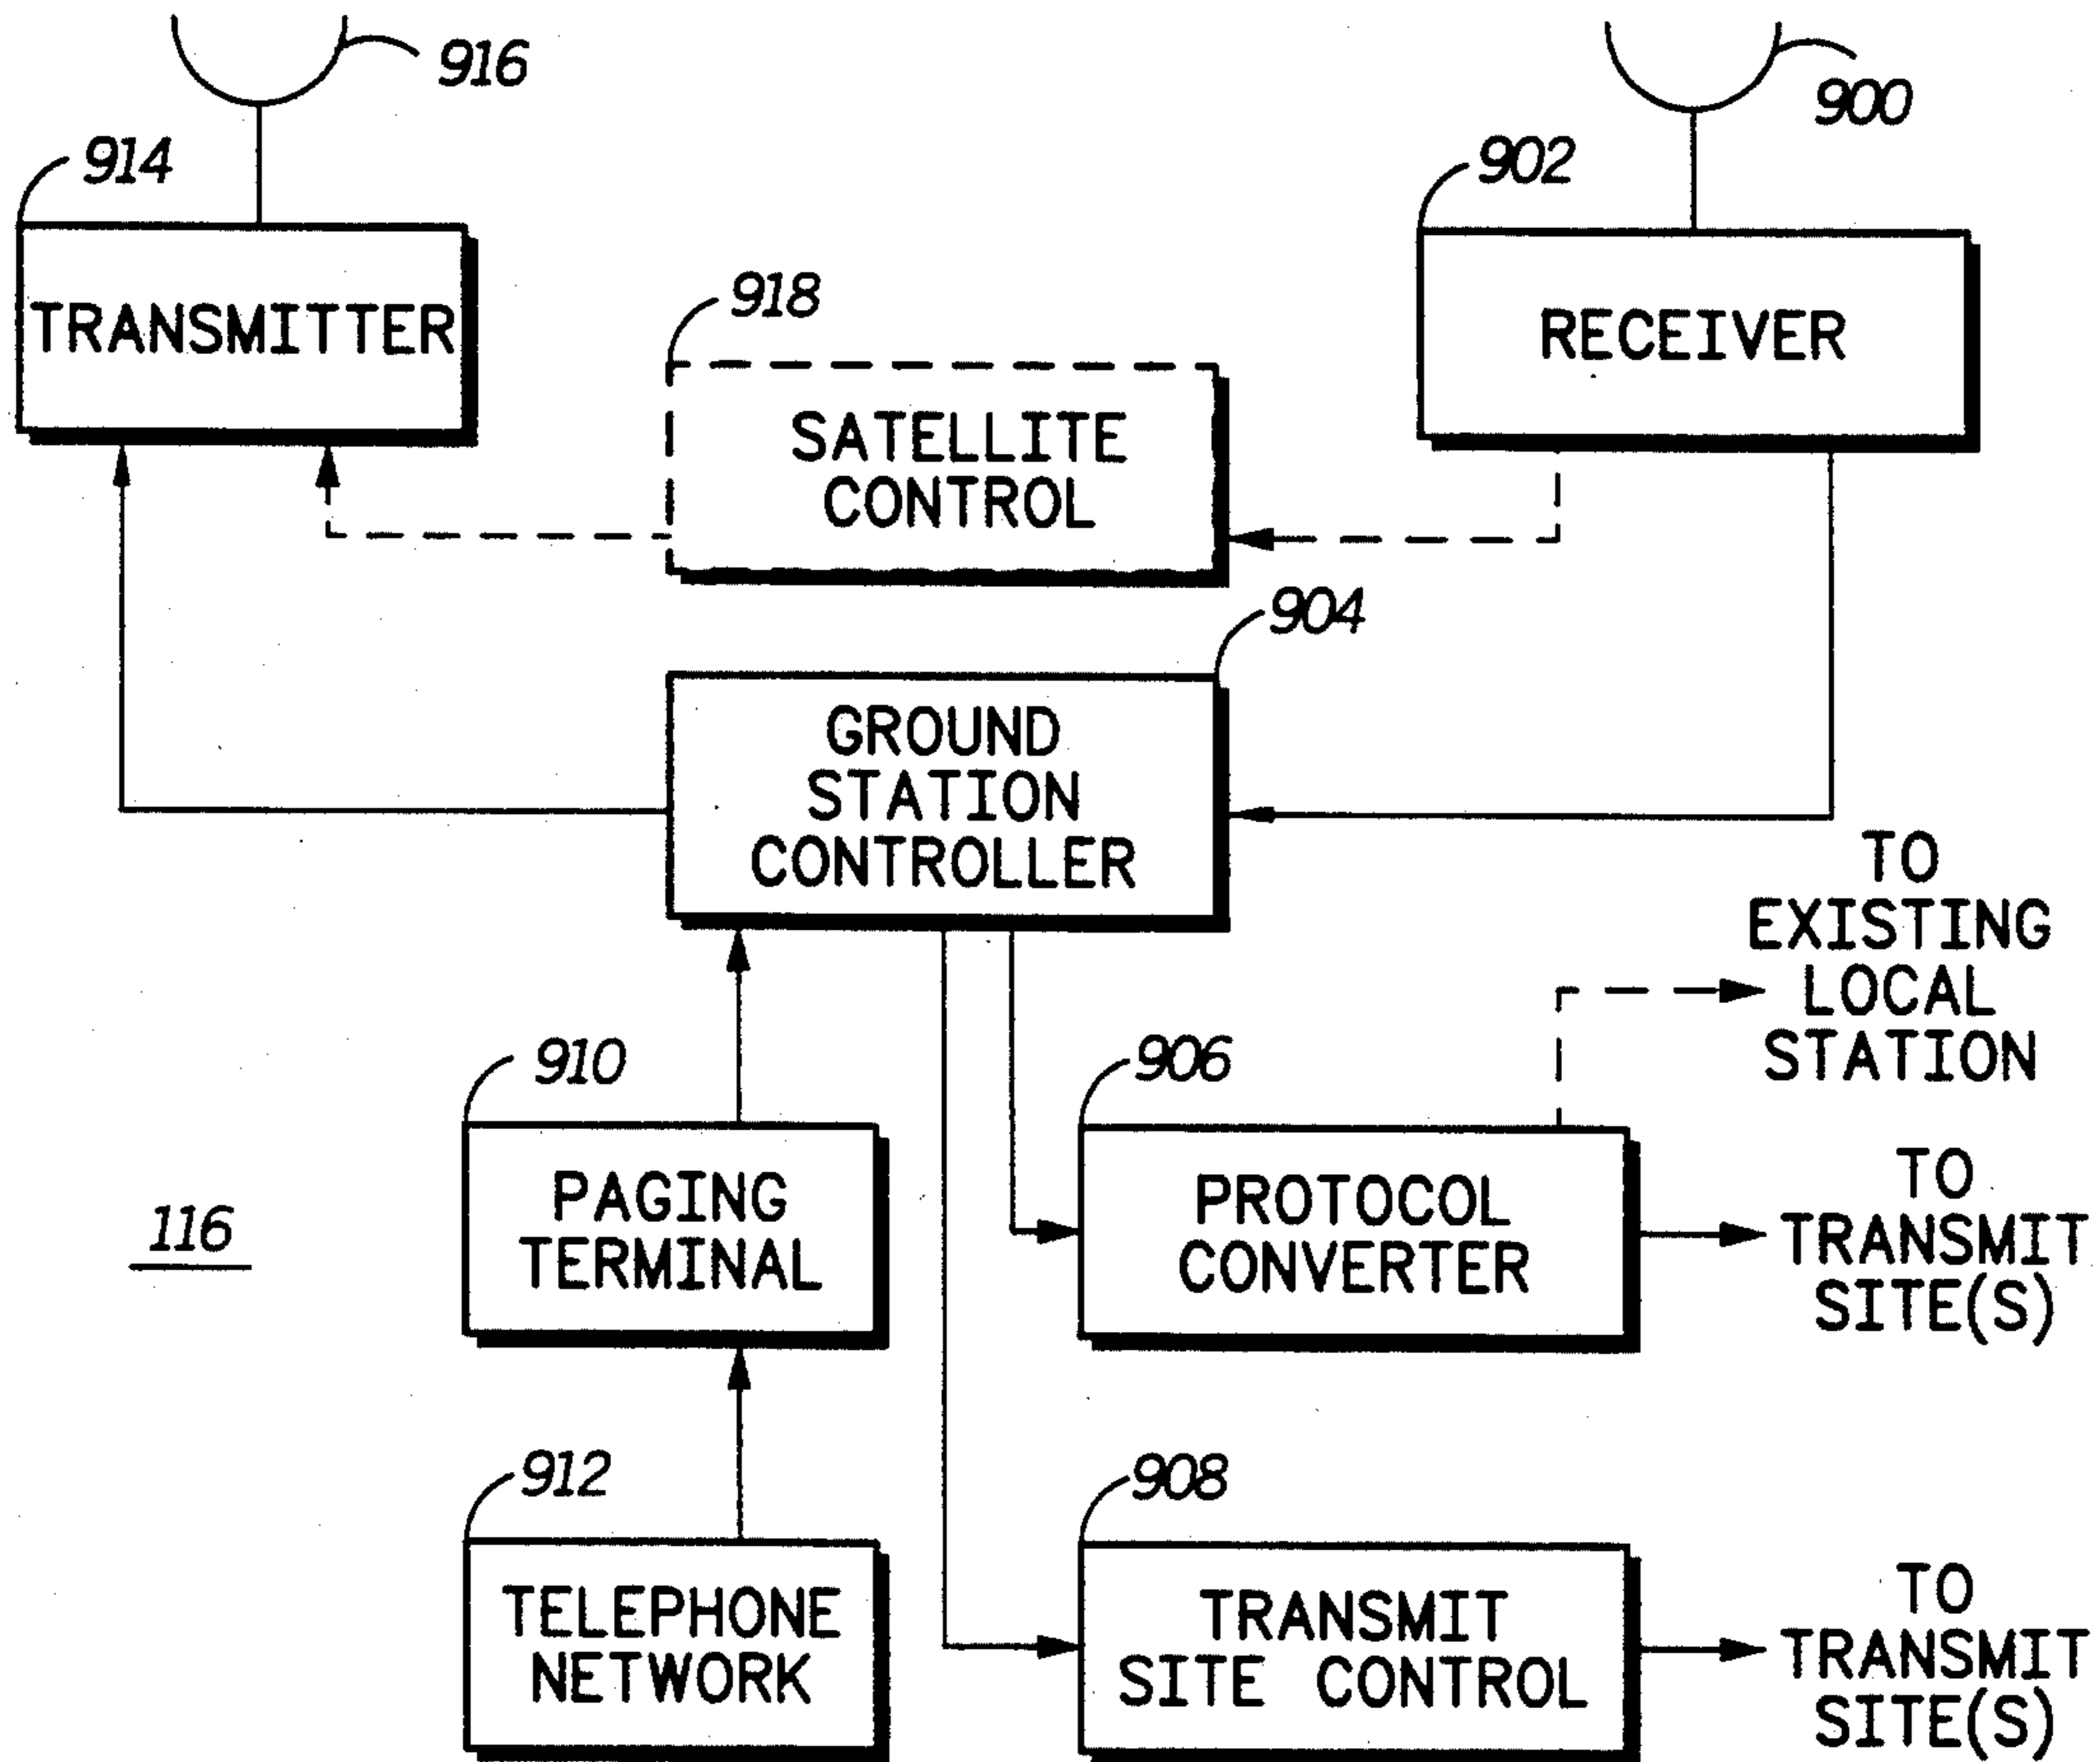 916
900
914
902
TRANSMITTER
918
RECEIVER
SATELLITE
CONTROL
904
GROUND
STATION
CONTROLLER
TO
EXISTING
LOCAL
STATION
910
906
PAGING
TERMINAL
PROTOCOL
CONVERTER
TO
TRANSMIT
SITE(S)
116
912
908
TELEPHONE
NETWORK
TRANSMIT
SITE CONTROL
TO
TRANSMIT
SITE(S)